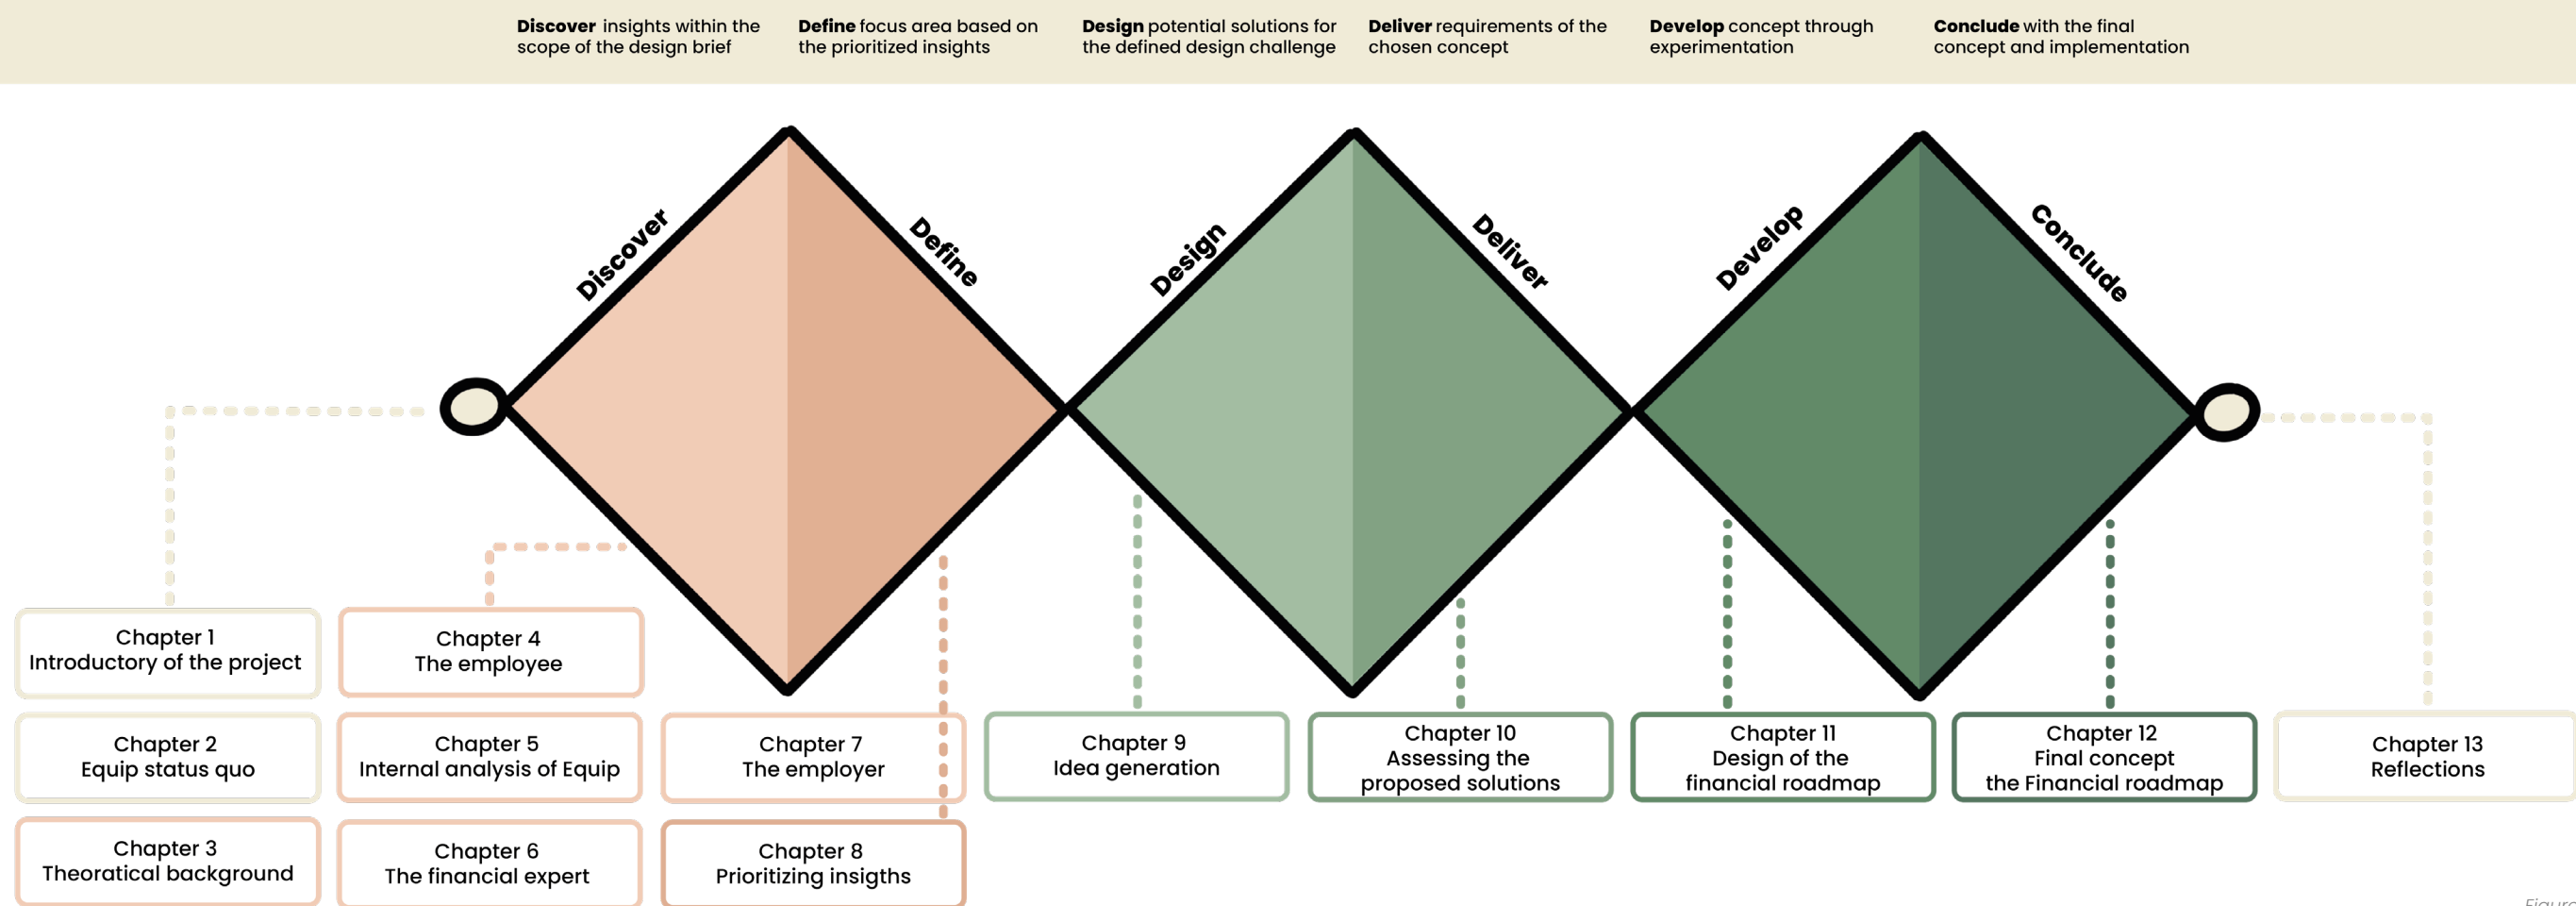 Discover insights within the
scope of the design brief
Define focus area based on
the prioritized insights
Design potential solutions for
the defined design challenge
Deliver requirements of the
chosen concept
Develop concept through
experimentation
Conclude with the final
concept and implementation
Discover
Define
Design
Deliver
Develop
Conclude
Chapter 1
Introductory of the project
Chapter 2
Equip status quo
Chapter 3
Theoratical background
Chapter 4
The employee
Chapter 5
Internal analysis of Equip
Chapter 6
The financial expert
Chapter 7
The employer
Chapter 8
Prioritizing insigths
Chapter 9
Idea generation
Chapter 10
Assessing the
proposed solutions
Chapter 11
Design of the
financial roadmap
Chapter 12
Final concept
the Financial roadmap
Chapter 13
Reflections
Figure